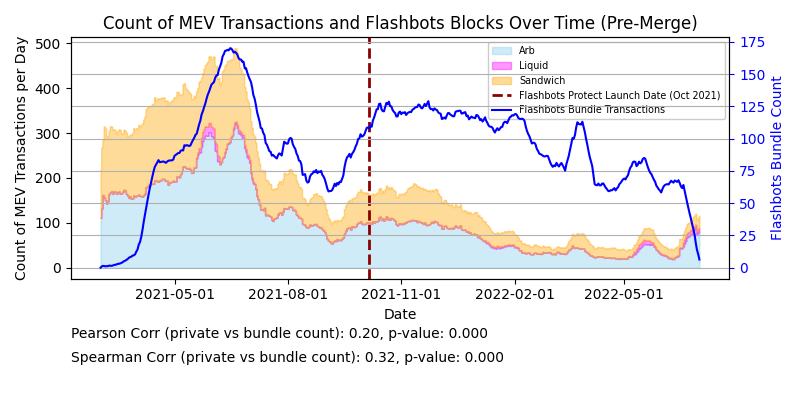 Count of MEV Transactions and Flashbots Blocks Over Time (Pre-Merge)
Count of MEV Transactions per Day
500
400
300
200
100
0
Arb
Liquid
Sandwich
Flashbots Protect Launch Date (Oct 2021)
Flashbots Bundle Transactions
175
150
125
100
75
50
25
0
Flashbots Bundle Count
2021-05-01
2021-08-01
2021-11-01
2022-02-01
2022-05-01
Date
Pearson Corr (private vs bundle count): 0.20, p-value: 0.000
Spearman Corr (private vs bundle count): 0.32, p-value: 0.000